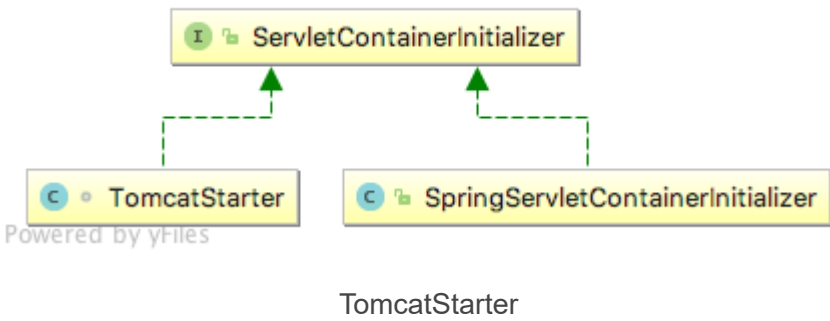 I ServletContainerInitializer
C TomcatStarter
C SpringServletContainerInitializer
Powered by yFiles
TomcatStarter